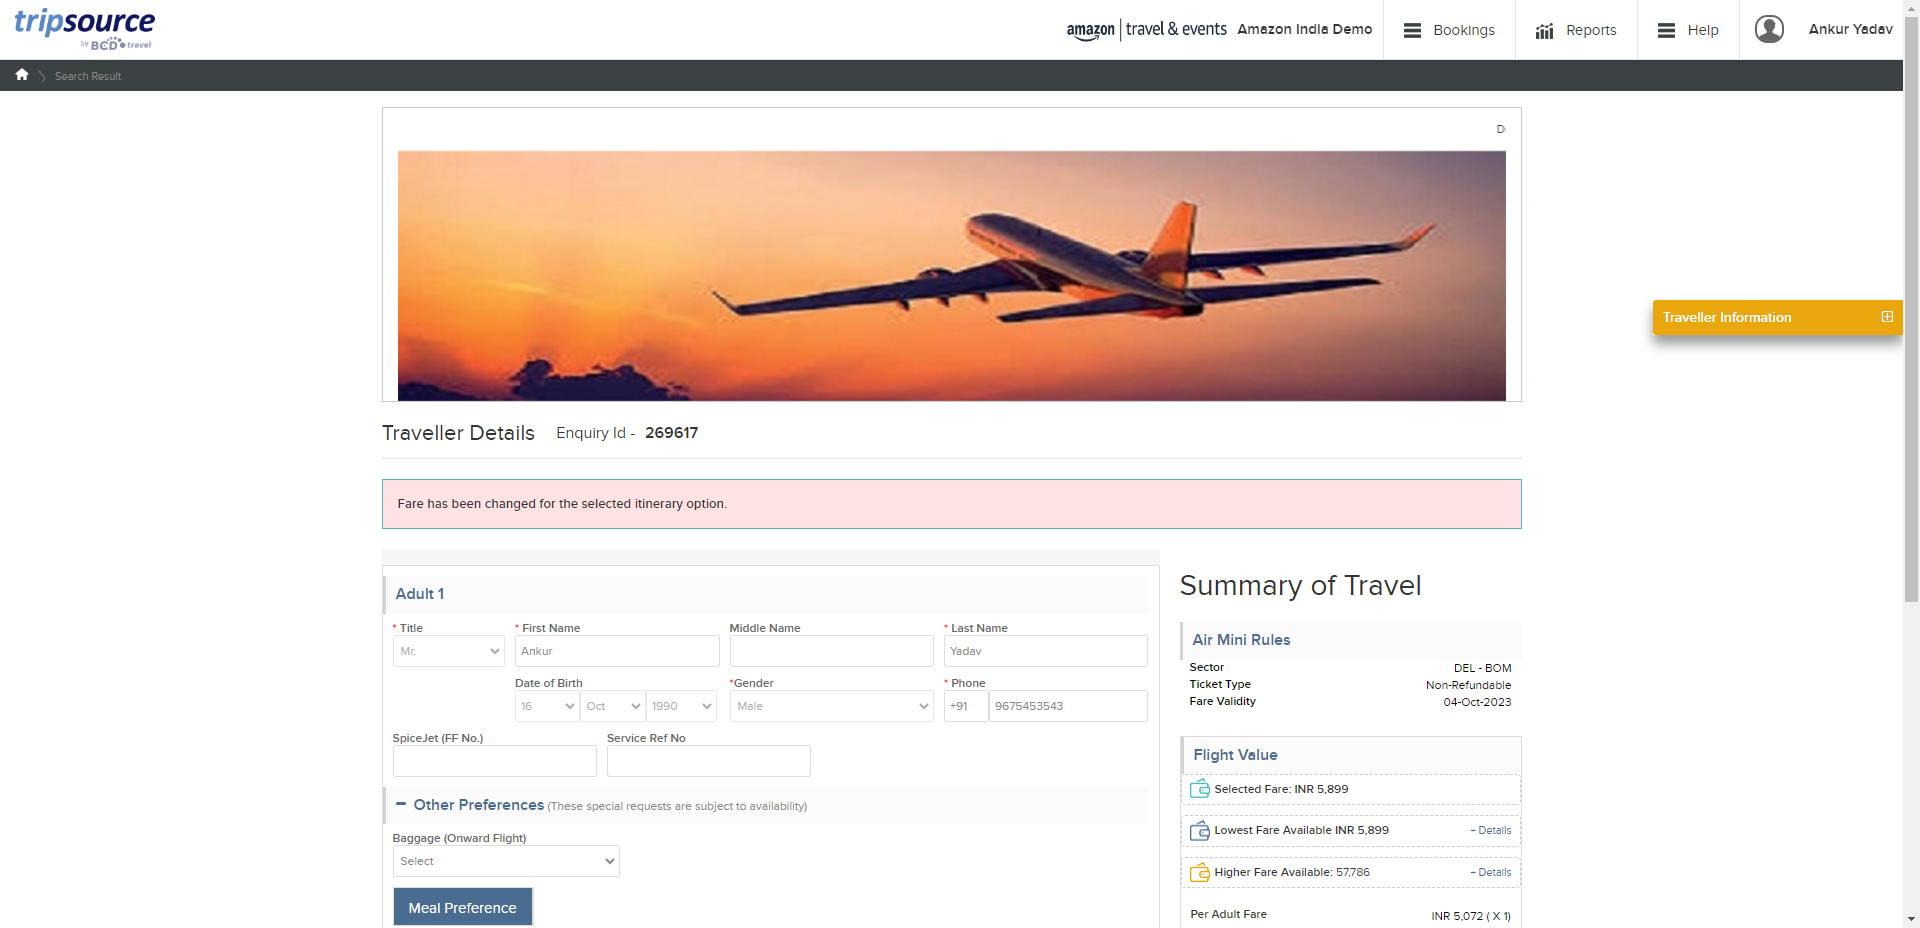 tripsource
by BCD travel
amazon | travel & events
Amazon India Demo
Bookings
Reports
Help
Ankur Yadav
Search Result
Traveller Information
Traveller Details
Enquiry Id - 269617
Fare has been changed for the selected itinerary option.
Adult 1
* Title
* First Name
Middle Name
* Last Name
Mr.
Ankur
Yadav
Date of Birth
*Gender
* Phone
16
Oct
1990
Male
+91
9675453543
SpiceJet (FF No.)
Service Ref No
Other Preferences (These special requests are subject to availability)
Baggage (Onward Flight)
Select
Meal Preference
Summary of Travel
Air Mini Rules
Sector DEL - BOM
Ticket Type Non-Refundable
Fare Validity 04-Oct-2023
Flight Value
Selected Fare: INR 5,899
Lowest Fare Available INR 5,899 - Details
Higher Fare Available: 57,786 - Details
Per Adult Fare INR 5,072 ( X 1)